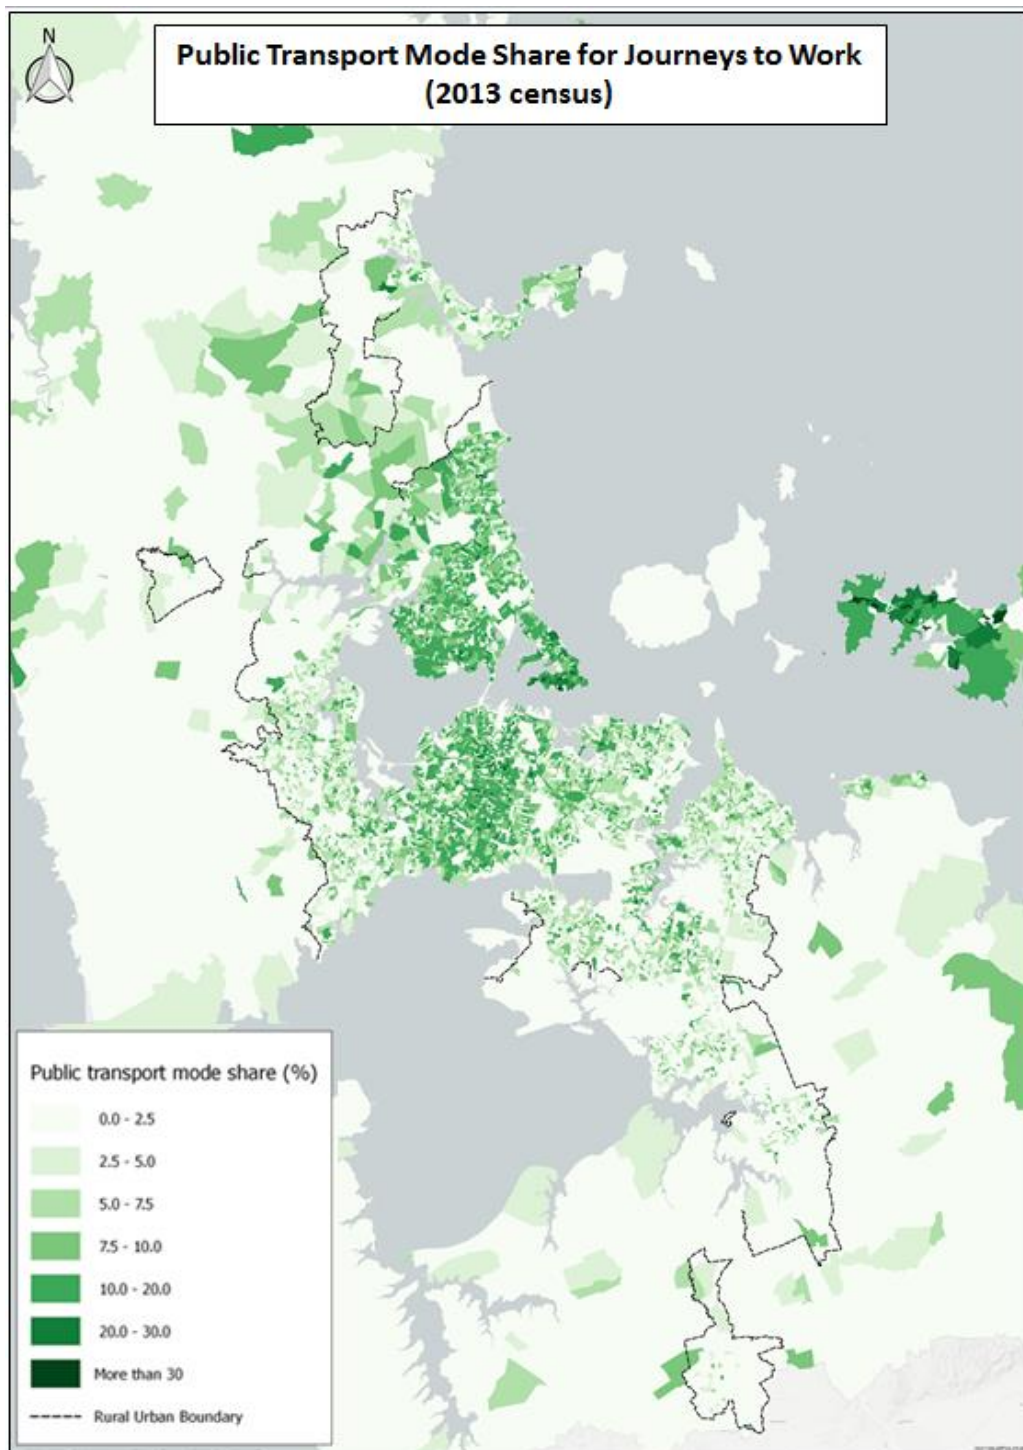 Public Transport Mode Share for Journeys to Work
(2013 census)
N
Public transport mode share (%)
0.0 - 2.5
2.5 - 5.0
5.0 - 7.5
7.5 - 10.0
10.0 - 20.0
20.0 - 30.0
More than 30
Rural Urban Boundary